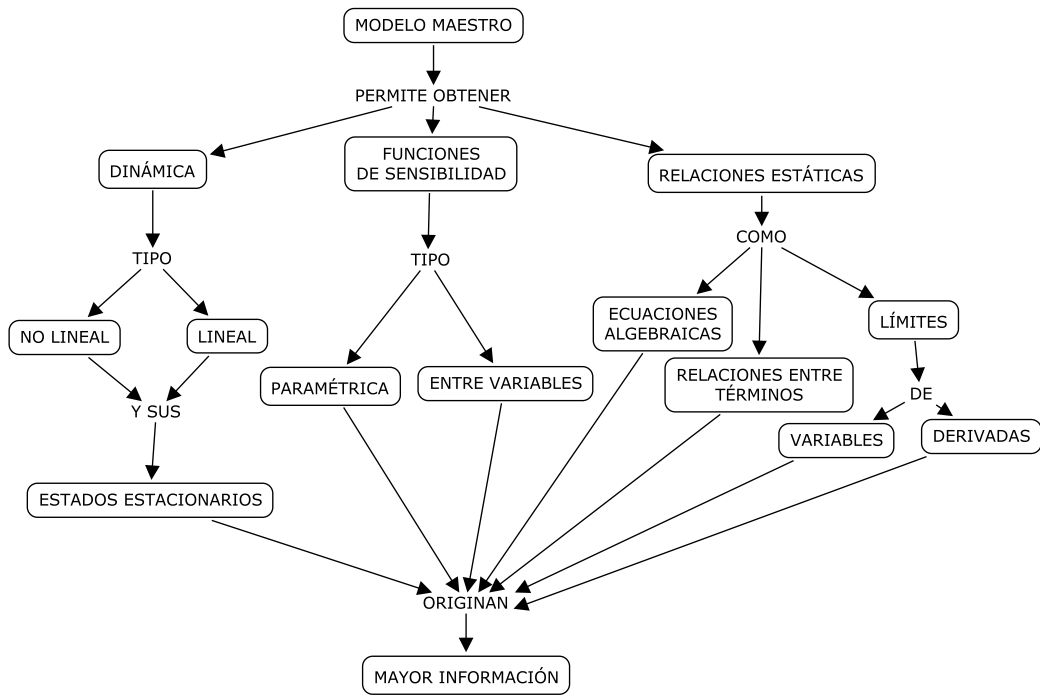 MODELO MAESTRO
PERMITE OBTENER
DINÁMICA
FUNCIONES
DE SENSIBILIDAD
RELACIONES ESTÁTICAS
TIPO
TIPO
COMO
NO LINEAL
LINEAL
PARAMÉTRICA
ENTRE VARIABLES
ECUACIONES
ALGEBRAICAS
RELACIONES ENTRE
TÉRMINOS
LÍMITES
Y SUS
DE
VARIABLES
DERIVADAS
ESTADOS ESTACIONARIOS
ORIGINAN
MAYOR INFORMACIÓN